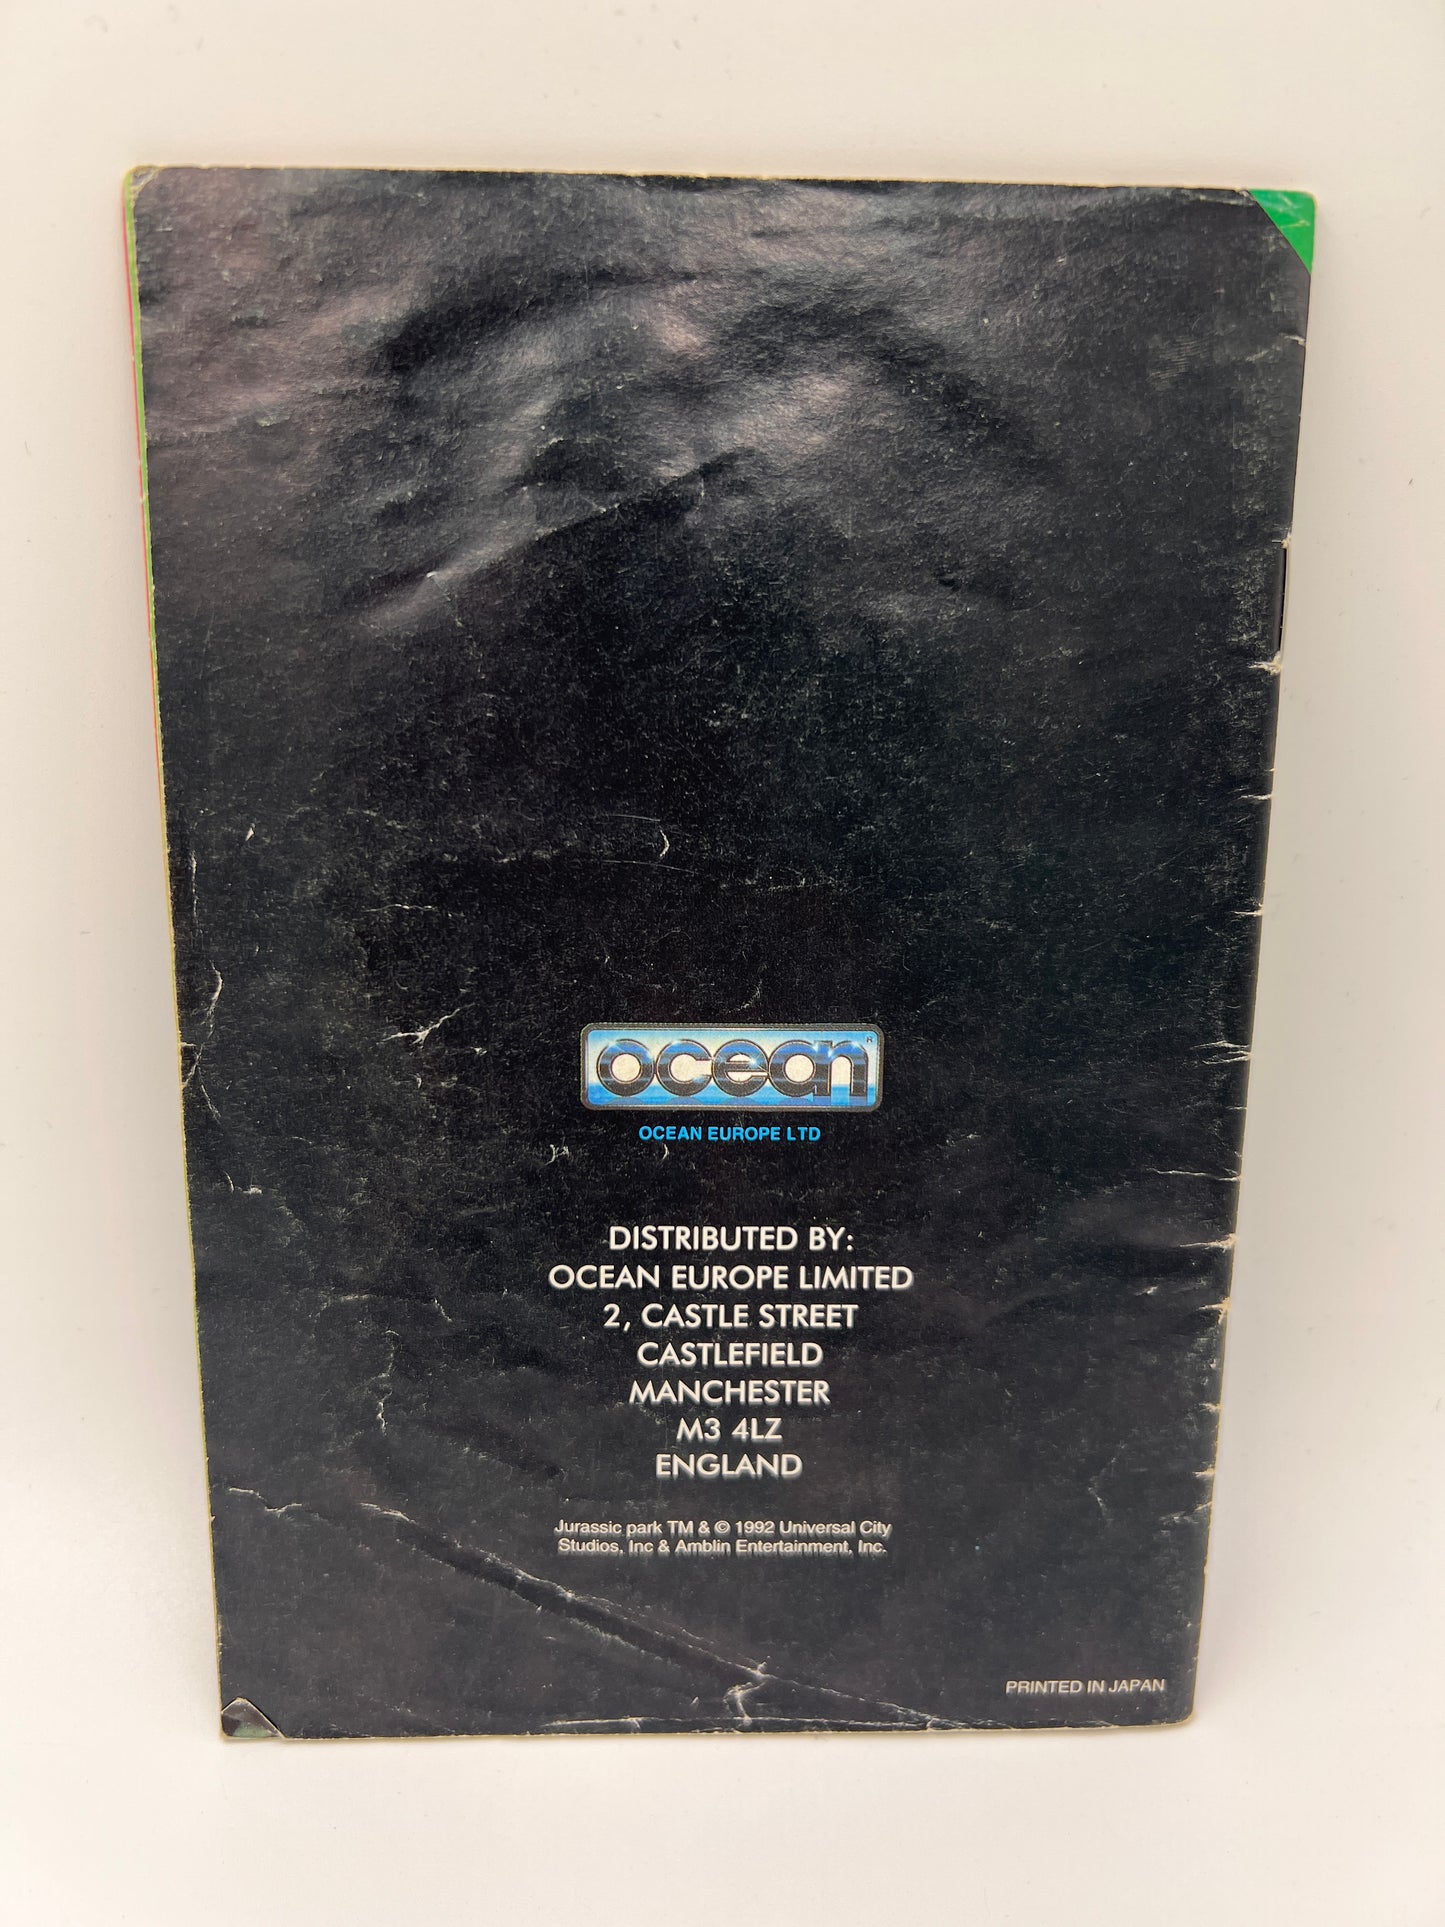 ocean®
OCEAN EUROPE LTD
DISTRIBUTED BY:
OCEAN EUROPE LIMITED
2, CASTLE STREET
CASTLEFIELD
MANCHESTER
M3 4LZ
ENGLAND
Jurassic park TM & © 1992 Universal City
Studios, Inc & Amblin Entertainment, Inc.
PRINTED IN JAPAN